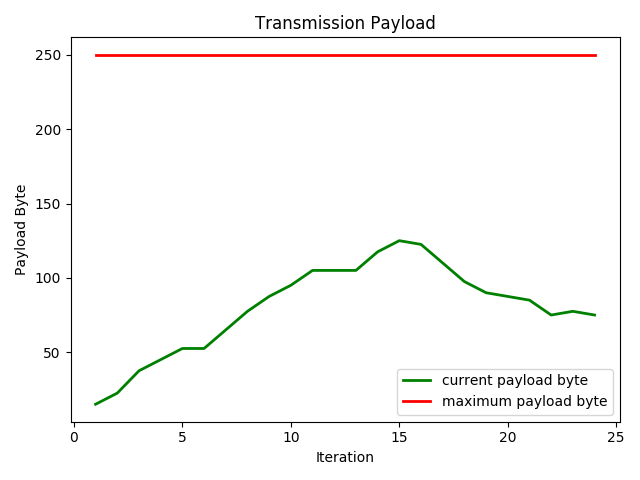 Transmission Payload
Payload Byte
250
200
150
100
50
0
5
10
15
20
25
Iteration
current payload byte
maximum payload byte